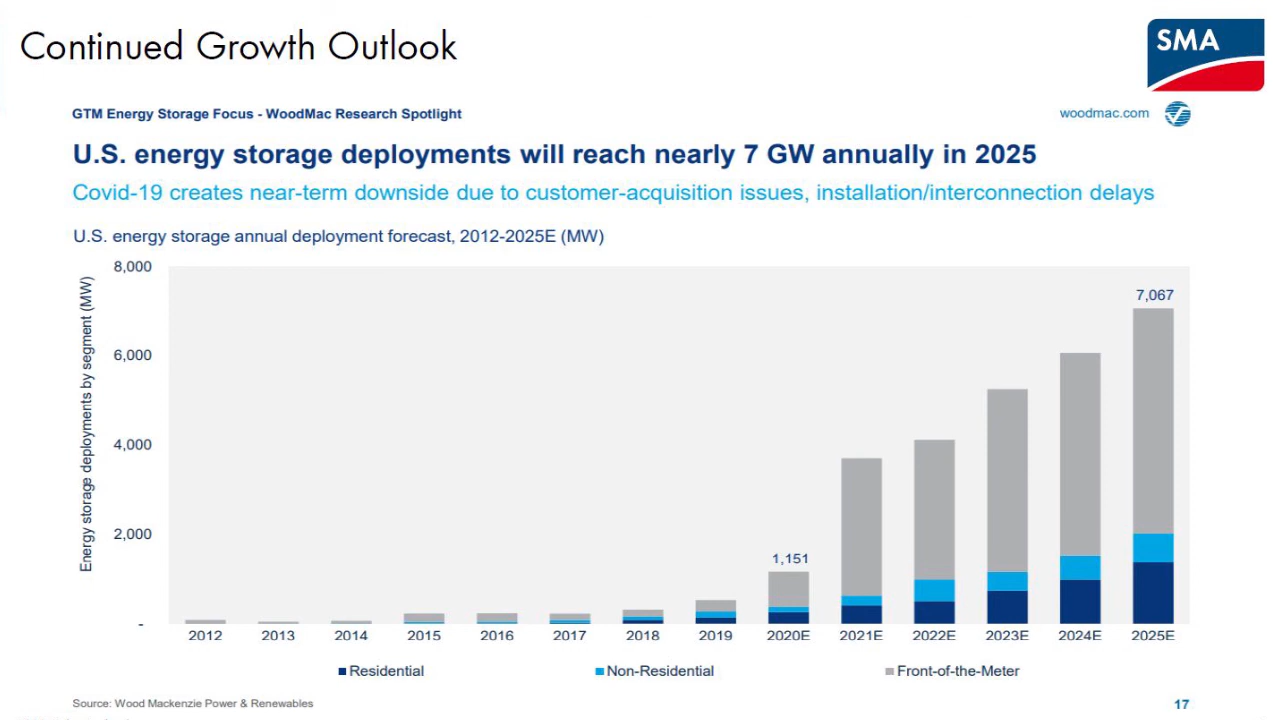 Continued Growth Outlook
SMA
GTM Energy Storage Focus - WoodMac Research Spotlight
woodmac.com
U.S. energy storage deployments will reach nearly 7 GW annually in 2025
Covid-19 creates near-term downside due to customer-acquisition issues, installation/interconnection delays
U.S. energy storage annual deployment forecast, 2012-2025E (MW)
Energy storage deployments by segment (MW)
8,000
6,000
4,000
2,000
-
1,151
7,067
2012 2013 2014 2015 2016 2017 2018 2019 2020E 2021E 2022E 2023E 2024E 2025E
Residential Non-Residential Front-of-the-Meter
Source: Wood Mackenzie Power & Renewables
17